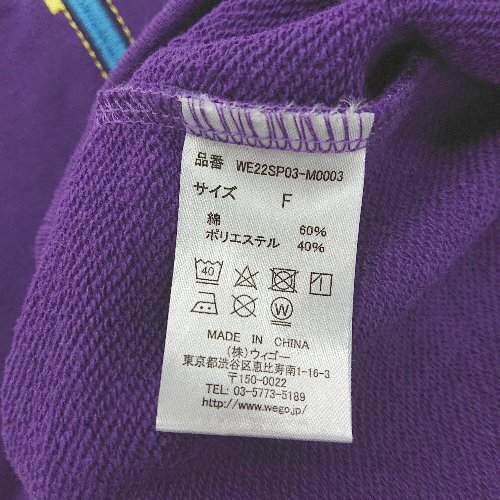 品番 WE22SP03-M0003
サイズ F
綿 60%
ポリエステル 40%
40
W
MADE IN CHINA
(株)ウィゴー
東京都渋谷区恵比寿南1-16-3
〒150-0022
TEL: 03-5773-5189
http://www.wego.jp/